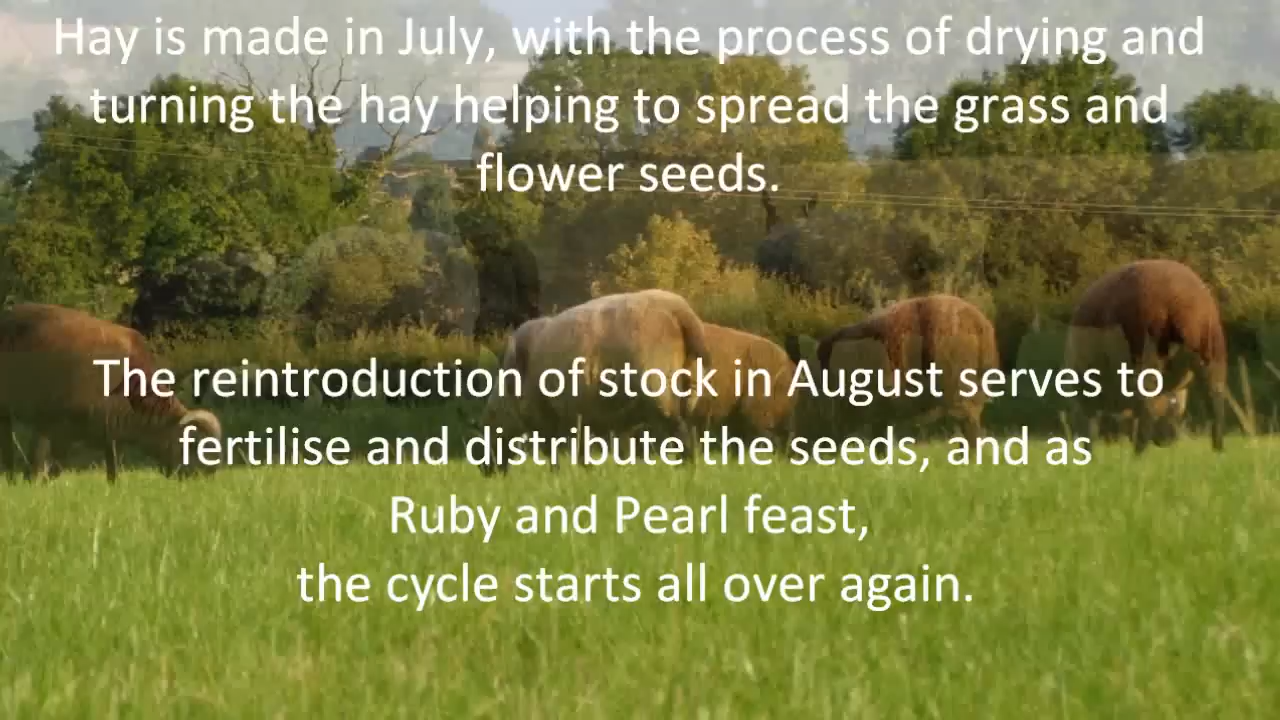 Hay is made in July, with the process of drying and
turning the hay helping to spread the grass and
flower seeds.
The reintroduction of stock in August serves to
fertilise and distribute the seeds, and as
Ruby and Pearl feast,
the cycle starts all over again.